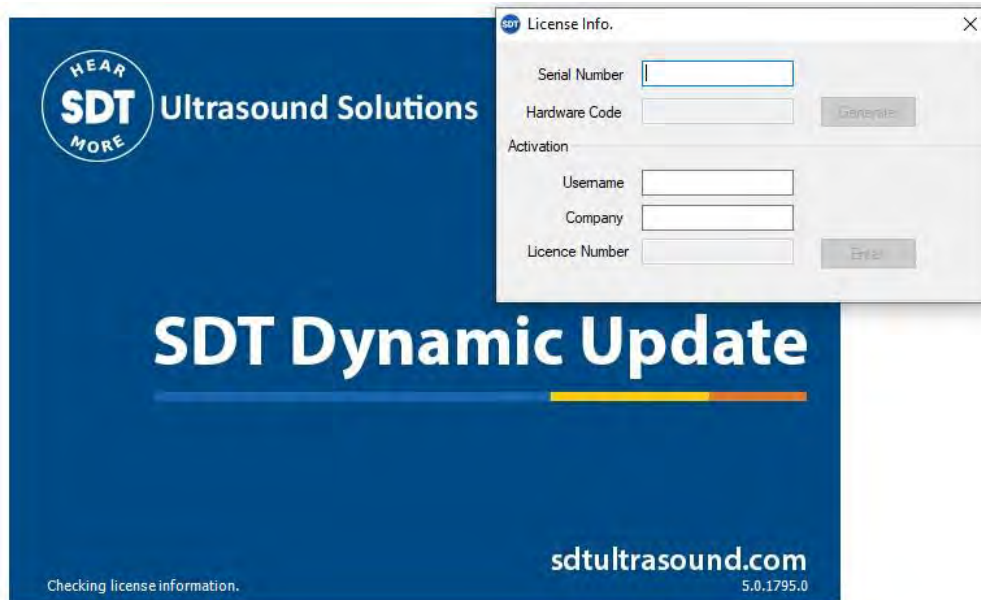 HEAR
SDT
MORE
Ultrasound Solutions
SDT License Info.
Serial Number
Hardware Code
Generate
Activation
Username
Company
Licence Number
Enter
SDT Dynamic Update
sdtultrasound.com
Checking license information.
5.0.1795.0